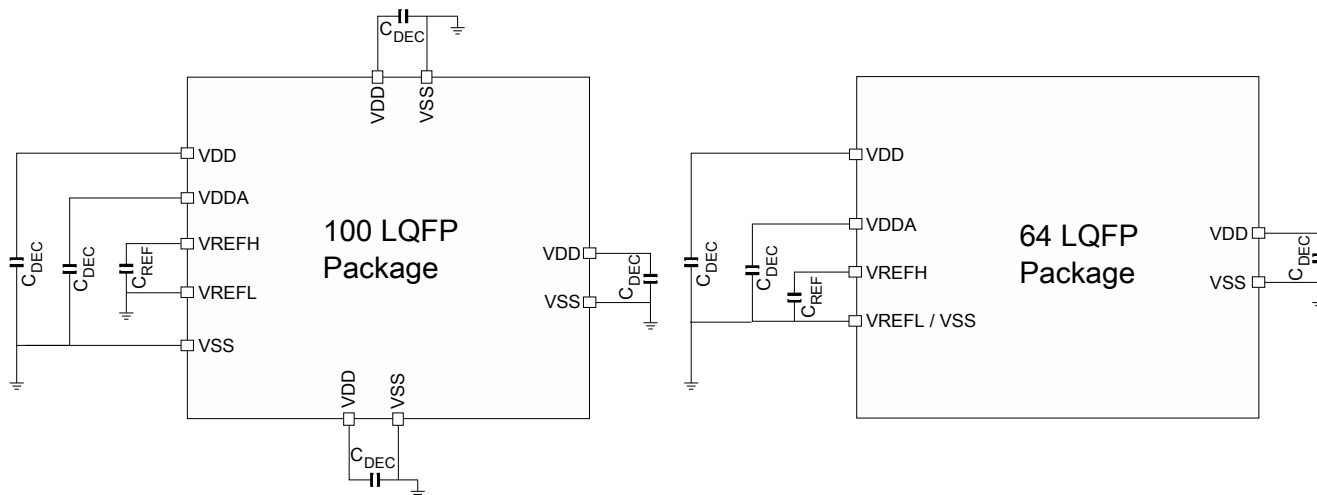 CDEC
VDD
VSS
VDD
VDDA
VREFH
VREFL
VSS
CDEC
CDEC
CREF
100 LQFP
Package
VDD
VSS
CDEC
VDD
VSS
CDEC
VDD
VDDA
VREFH
VREFL / VSS
CDEC
CDEC
CREF
64 LQFP
Package
VDD
VSS
CDEC